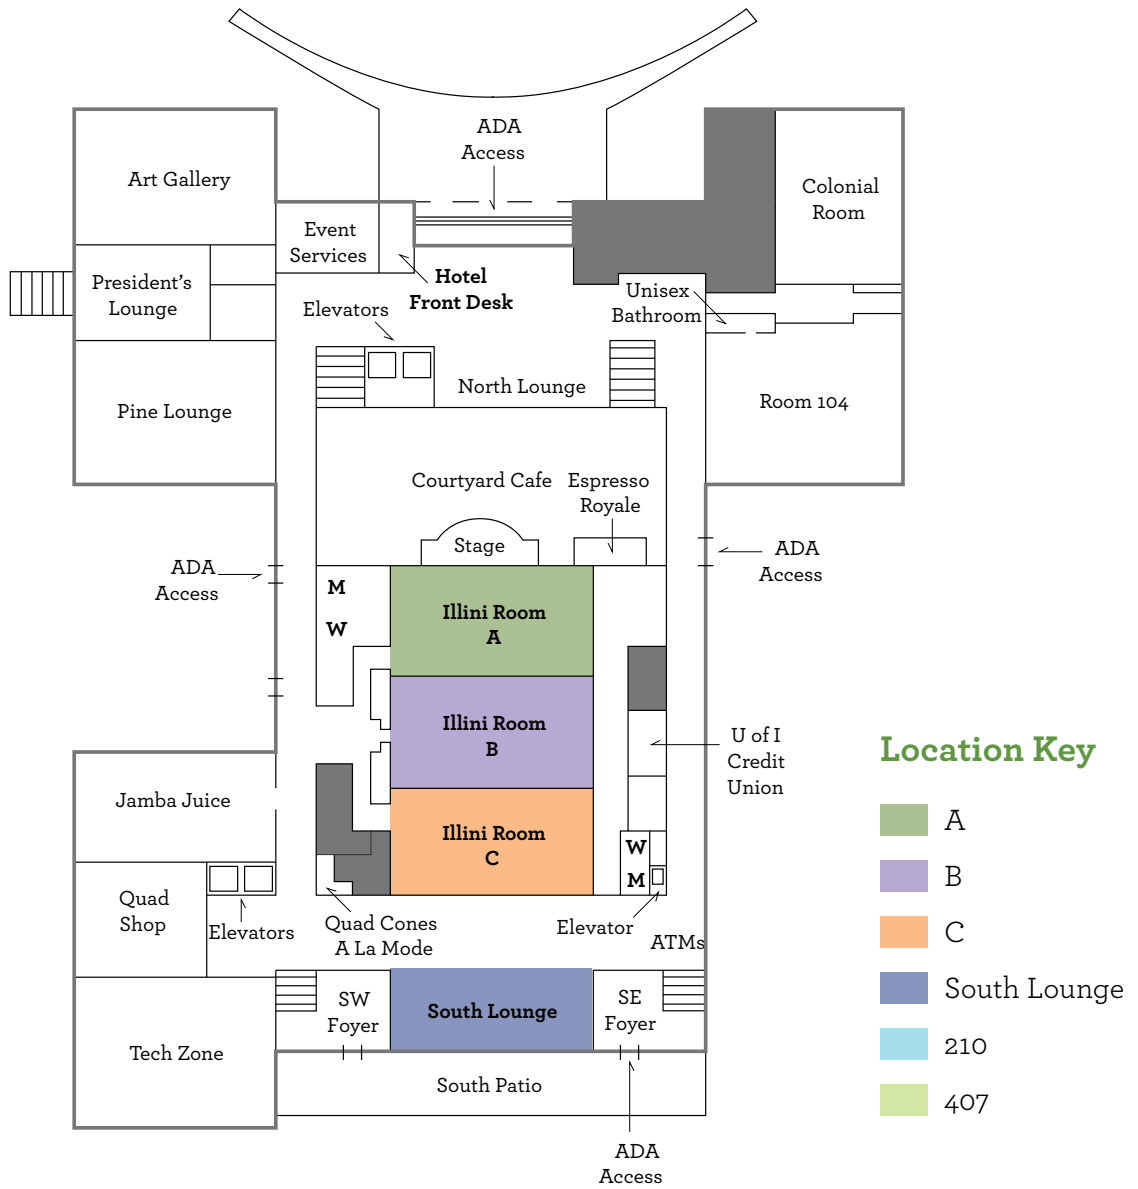 ADA
Access
Art Gallery
Colonial
Room
Event
Services
President's
Lounge
Hotel
Front Desk
Unisex
Bathroom
Elevators
North Lounge
Pine Lounge
Room 104
Courtyard Cafe
Espresso
Royale
Stage
ADA
Access
ADA
Access
M
W
Illini Room
A
Illini Room
B
U of I
Credit
Union
Jamba Juice
Illini Room
C
W
M
Quad
Shop
Elevators
Quad Cones
A La Mode
Elevator
ATMs
SW
Foyer
South Lounge
SE
Foyer
Tech Zone
South Patio
ADA
Access
Location Key
A
B
C
South Lounge
210
407